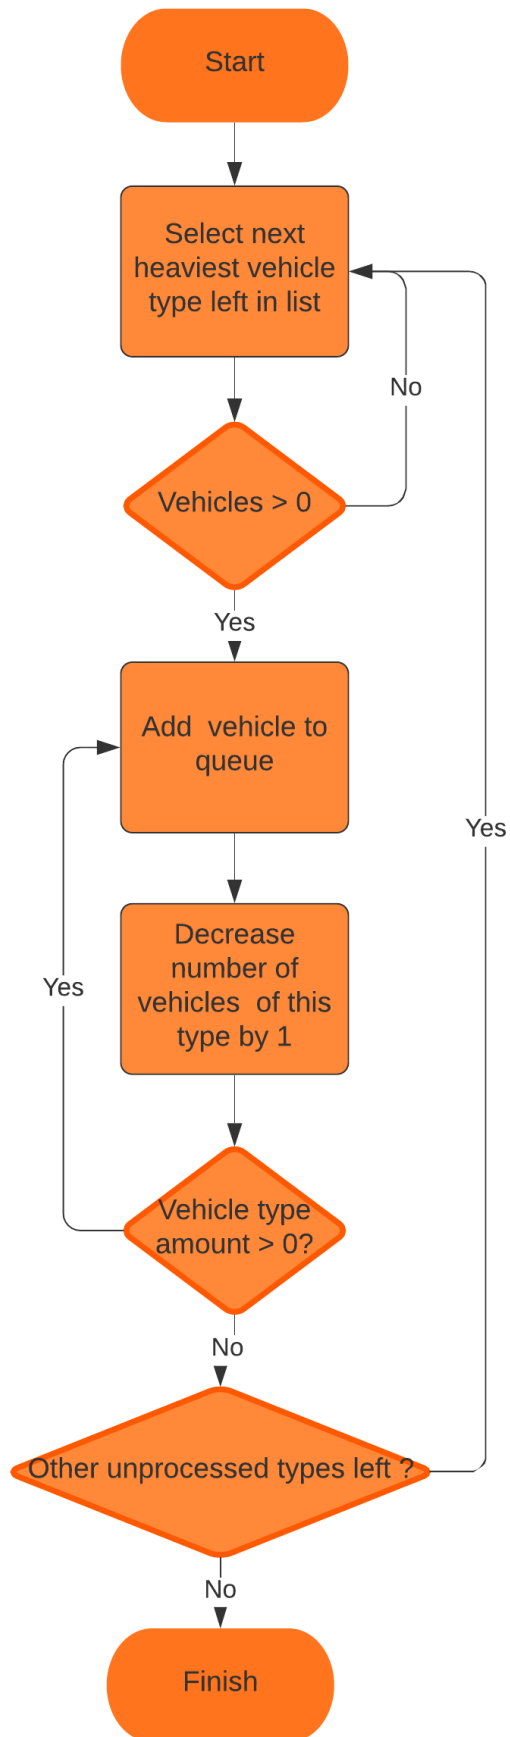 Start
Select next
heaviest vehicle
type left in list
No
Vehicles > 0
Yes
Add  vehicle to
queue
Yes
Decrease
number of
vehicles  of this
type by 1
Yes
Vehicle type
amount > 0?
No
Other unprocessed types left ?
No
Finish